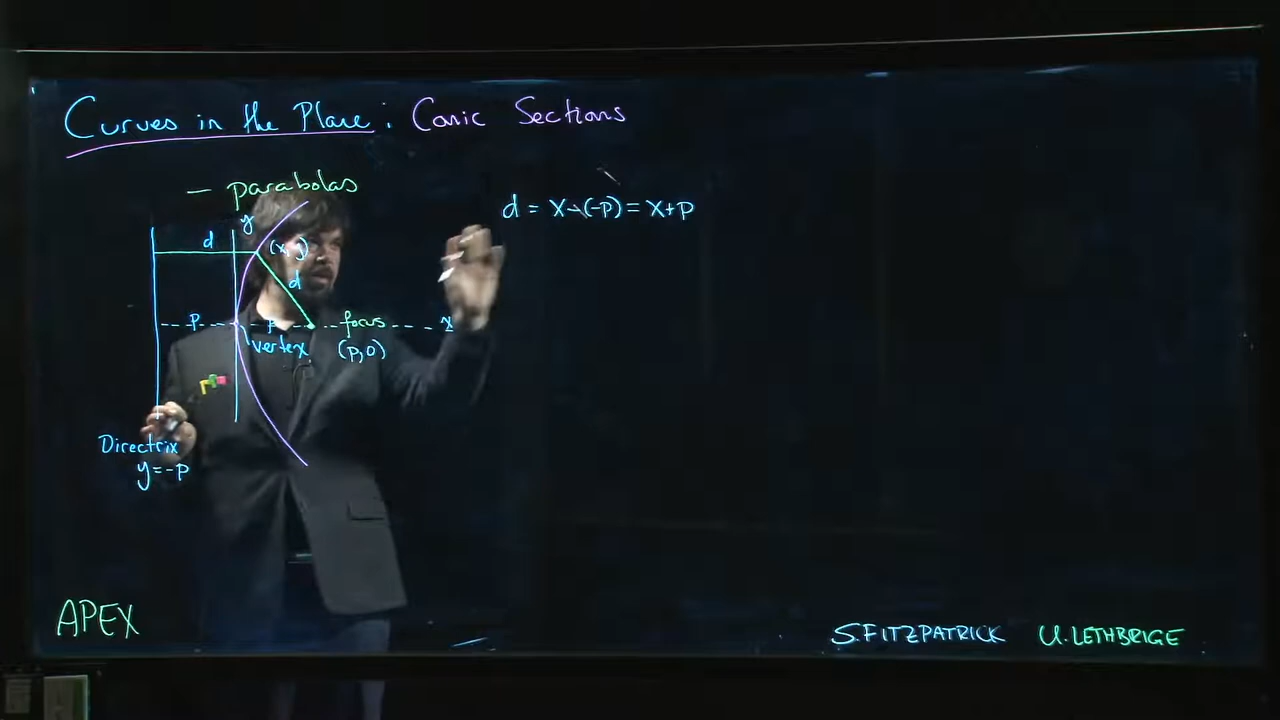 Curves in the Plane: Conic Sections
— parabolas
d = x-(-p) = x+p
y
d
(x, y)
d
p
p
focus
x
vertex
(p,0)
Directrix
y=-p
APEX
S.FITZPATRICK U.LETHBRIGE